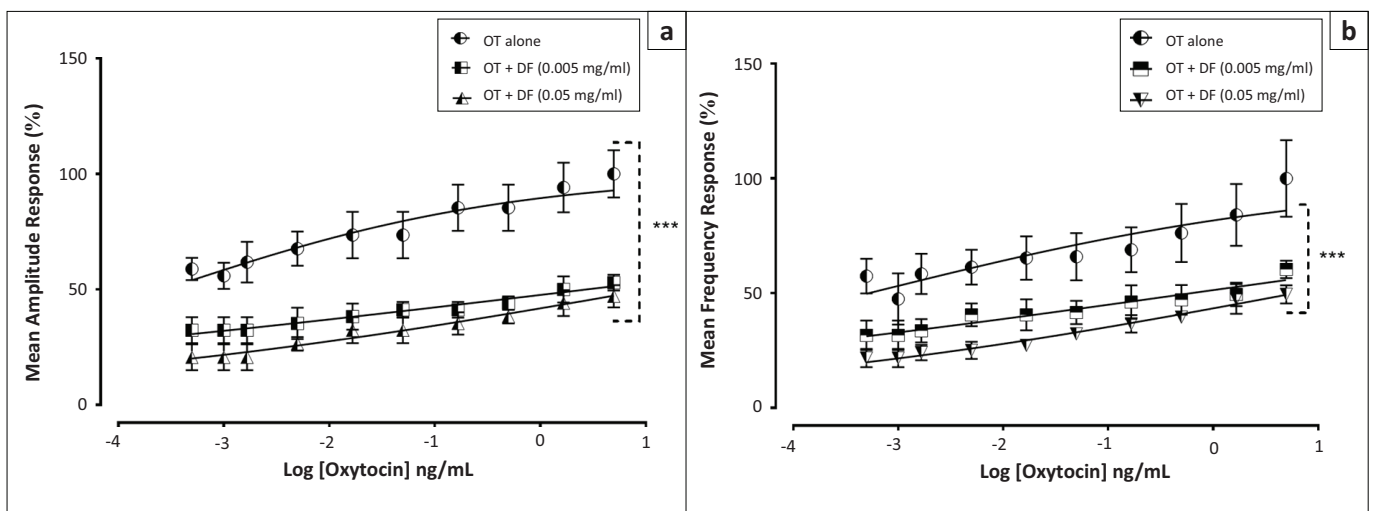 a
OT alone
OT + DF (0.005 mg/ml)
OT + DF (0.05 mg/ml)
Mean Amplitude Response (%)
150
100
50
0
-4 -3 -2 -1 0 1
Log [Oxytocin] ng/mL
***
b
OT alone
OT + DF (0.005 mg/ml)
OT + DF (0.05 mg/ml)
Mean Frequency Response (%)
150
100
50
0
-4 -3 -2 -1 0 1
Log [Oxytocin] ng/mL
***